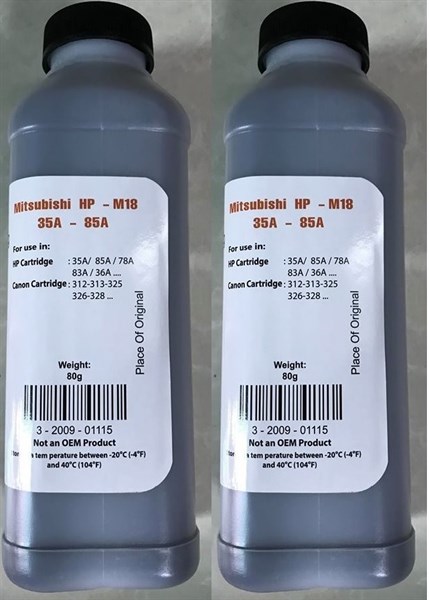 Mitsubishi HP - M18
35A - 85A
For use in:
HP Cartridge : 35A/ 85A / 78A
83A / 36A ....
Canon Cartridge : 312-313-325
326-328 ...
Place Of Original
Weight:
80g
3 - 2009 - 01115
Not an OEM Product
a tem perature between -20°C (-4°F)
and 40°C (104°F)
Mitsubishi HP - M18
35A - 85A
For use in:
HP Cartridge : 35A/ 85A / 78A
83A / 36A ....
Canon Cartridge : 312-313-325
326-328 ...
Place Of Original
Weight:
80g
3 - 2009 - 01115
Not an OEM Product
a tem perature between -20°C (-4°F)
and 40°C (104°F)